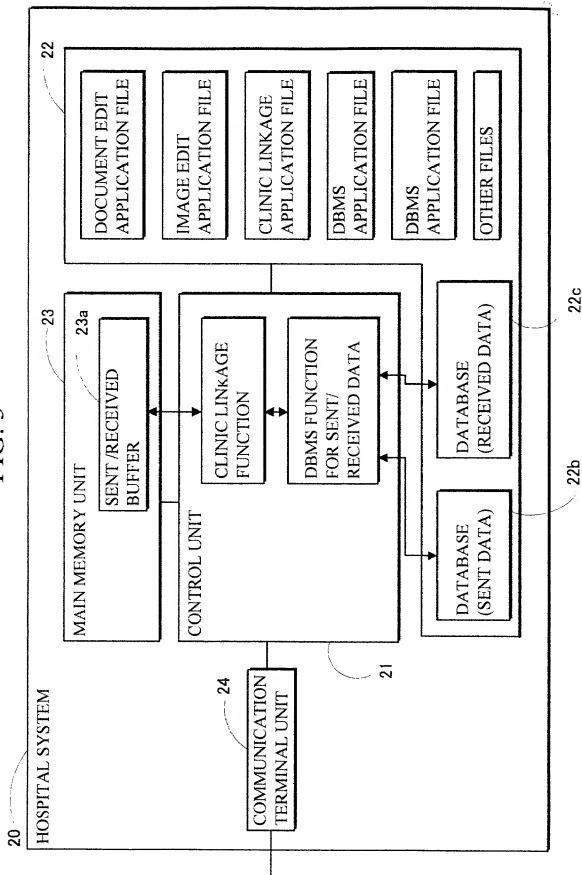 20
HOSPITAL SYSTEM
23
MAIN MEMORY UNIT
23a
SENT /RECEIVED
BUFFER
22
DOCUMENT EDIT
APPLICATION FILE
IMAGE EDIT
APPLICATION FILE
CLINIC LINKAGE
APPLICATION FILE
DBMS
APPLICATION FILE
DBMS
APPLICATION FILE
OTHER FILES
24
COMMUNICATION
TERMINAL UNIT
CONTROL UNIT
CLINIC LINKAGE
FUNCTION
DBMS FUNCTION
FOR SENT/
RECEIVED DATA
21
DATABASE
(SENT DATA)
22b
DATABASE
(RECEIVED DATA)
22c